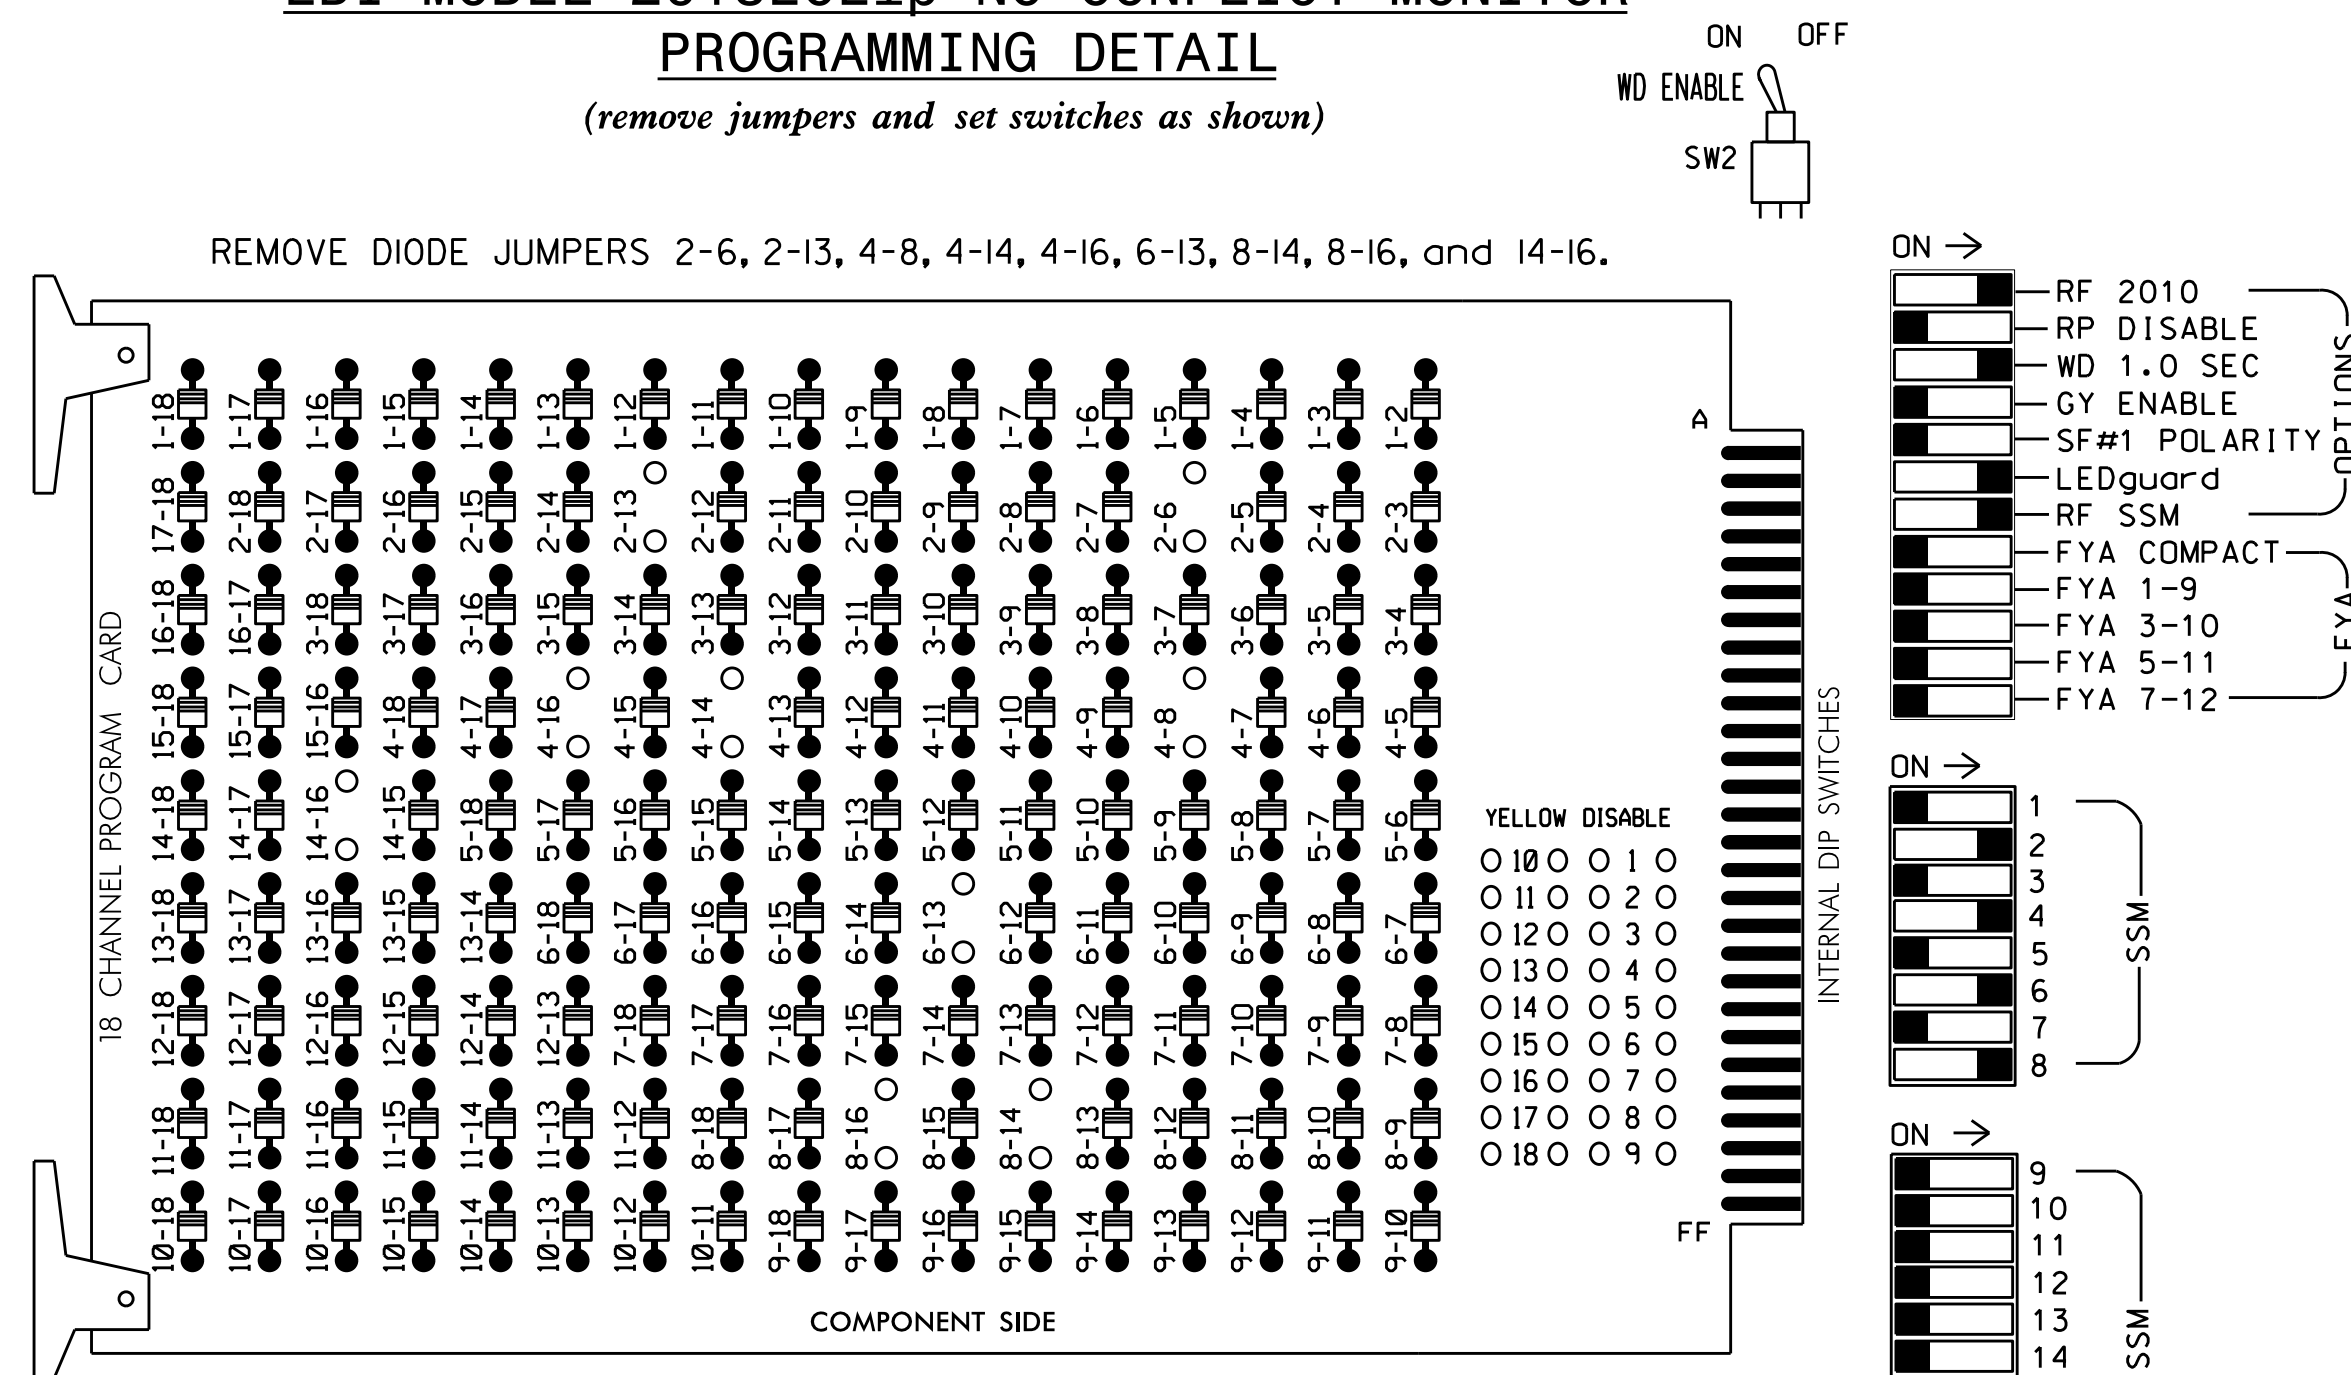 PROGRAMMING DETAIL
(remove jumpers and set switches as shown)
ON OFF
WD ENABLE
SW2
REMOVE DIODE JUMPERS 2-6, 2-13, 4-8, 4-14, 4-16, 6-13, 8-14, 8-16, and 14-16.
18 CHANNEL PROGRAM CARD
1-18 1-17 1-16 1-15 1-14 1-13 1-12 1-11 1-10 1-9 1-8 1-7 1-6 1-5 1-4 1-3 1-2
17-18 2-18 2-17 2-16 2-15 2-14 2-13 2-12 2-11 2-10 2-9 2-8 2-7 2-6 2-5 2-4 2-3
16-18 16-17 3-18 3-17 3-16 3-15 3-14 3-13 3-12 3-11 3-10 3-9 3-8 3-7 3-6 3-5 3-4
15-18 15-17 15-16 4-18 4-17 4-16 4-15 4-14 4-13 4-12 4-11 4-10 4-9 4-8 4-7 4-6 4-5
14-18 14-17 14-16 14-15 5-18 5-17 5-16 5-15 5-14 5-13 5-12 5-11 5-10 5-9 5-8 5-7 5-6
13-18 13-17 13-16 13-15 13-14 6-18 6-17 6-16 6-15 6-14 6-13 6-12 6-11 6-10 6-9 6-8 6-7
12-18 12-17 12-16 12-15 12-14 12-13 7-18 7-17 7-16 7-15 7-14 7-13 7-12 7-11 7-10 7-9 7-8
11-18 11-17 11-16 11-15 11-14 11-13 11-12 8-18 8-17 8-16 8-15 8-14 8-13 8-12 8-11 8-10 8-9
10-18 10-17 10-16 10-15 10-14 10-13 10-12 10-11 9-18 9-17 9-16 9-15 9-14 9-13 9-12 9-11 9-10
COMPONENT SIDE
YELLOW DISABLE
10 1
11 2
12 3
13 4
14 5
15 6
16 7
17 8
18 9
A
FF
INTERNAL DIP SWITCHES
ON
RF 2010
RP DISABLE
WD 1.0 SEC
GY ENABLE
SF#1 POLARITY
LEDguard
RF SSM
OPTIONS
FYA COMPACT
FYA 1-9
FYA 3-10
FYA 5-11
FYA 7-12
FYA
ON
1
2
3
4
5
6
7
8
SSM
ON
9
10
11
12
13
14
SSM